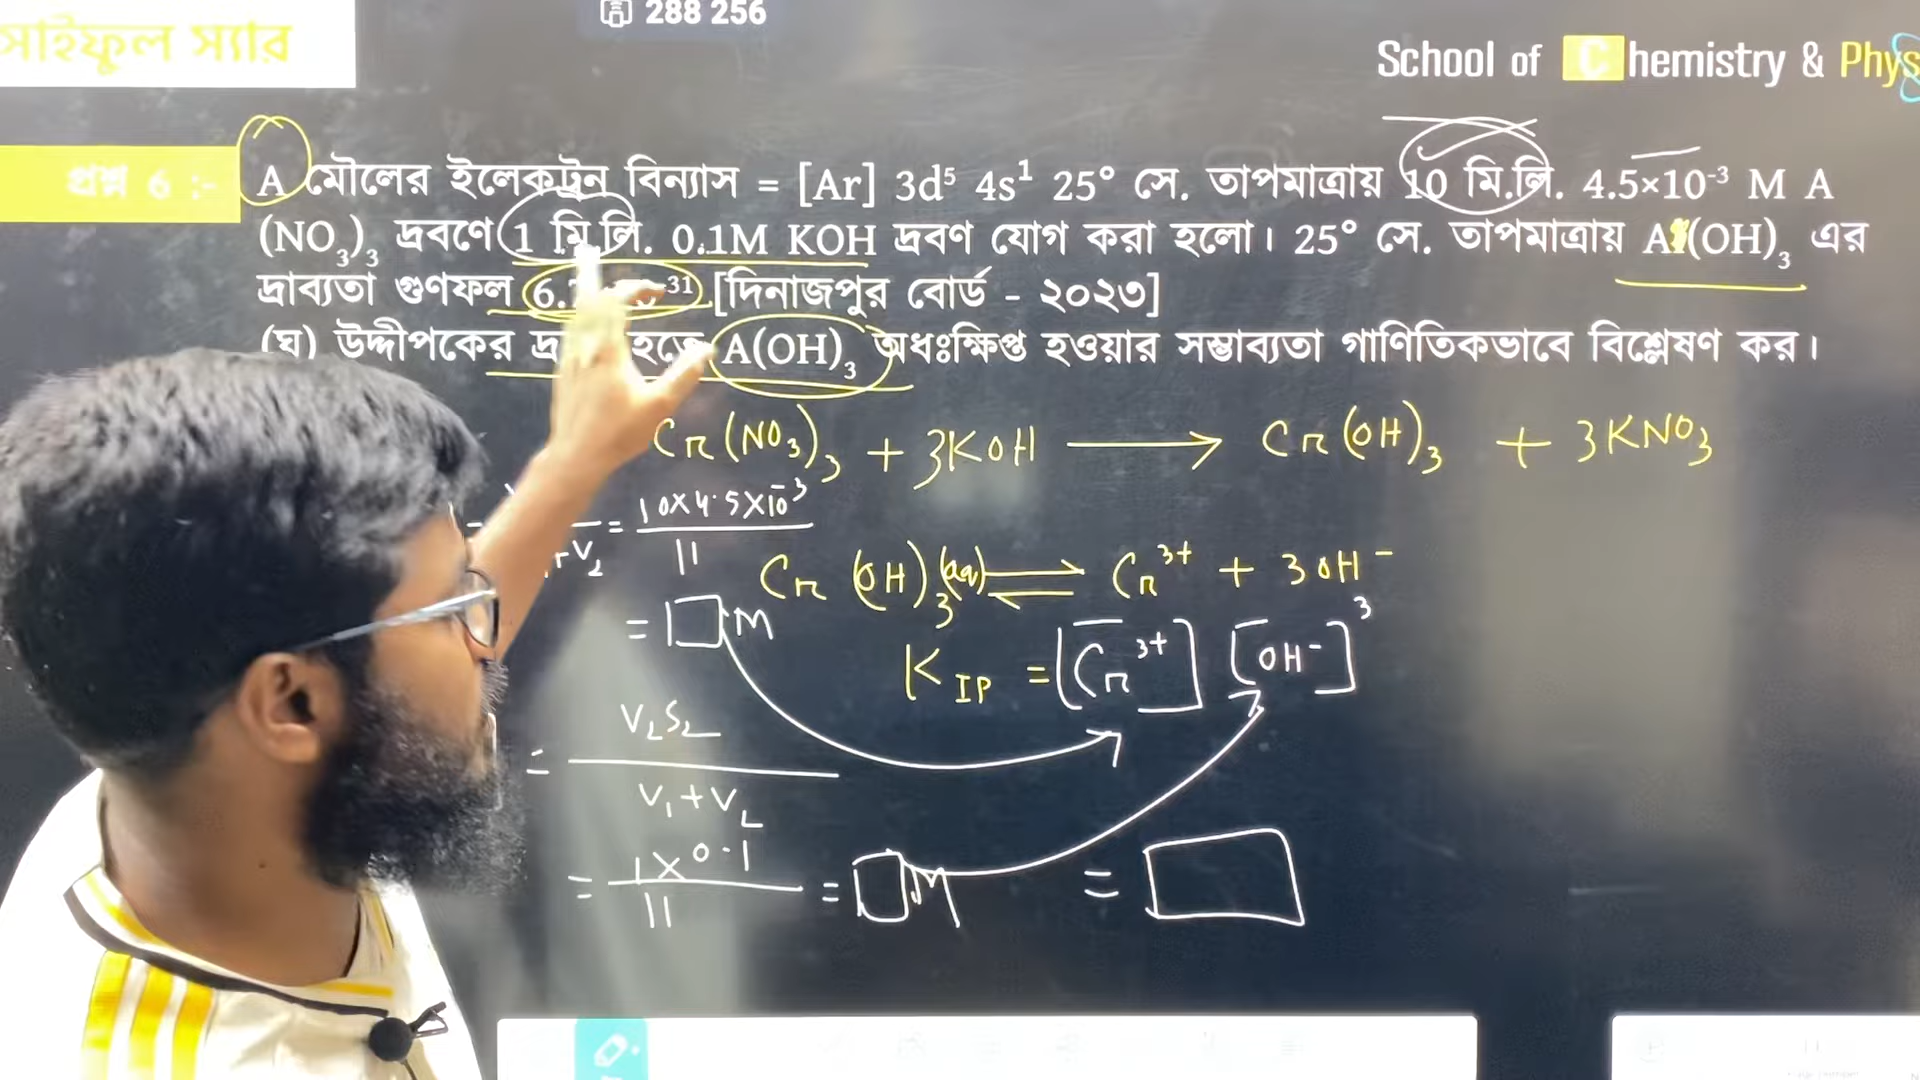 সাইফুল স্যার
288 256
School of Chemistry & Phys
প্রশ্ন 6 :-
A মৌলের ইলেকট্রন বিন্যাস = [Ar] 3d⁵ 4s¹ 25° সে. তাপমাত্রায় 10 মি.লি. 4.5×10⁻³ M A
(NO₃)₃ দ্রবণে 1 মি.লি. 0.1M KOH দ্রবণ যোগ করা হলো। 25° সে. তাপমাত্রায় A(OH)₃ এর
দ্রাব্যতা গুণফল 6. ⁻³¹ [দিনাজপুর বোর্ড - ২০২৩]
(ঘ) উদ্দীপকের হতে A(OH)₃ অধঃক্ষিপ্ত হওয়ার সম্ভাব্যতা গাণিতিকভাবে বিশ্লেষণ কর।
Cr(NO₃)₃ + 3KOH ⟶ Cr(OH)₃ + 3KNO₃
= 10×4.5×10⁻³
+V₂ 11
Cr(OH)₃(aq) ⇌ Cr³⁺ + 3OH⁻
= □ M
K_IP = [Cr³⁺] [OH⁻]³
= V₂S₂
V₁+V₂
= 1×0.1
11
= □ M
= □